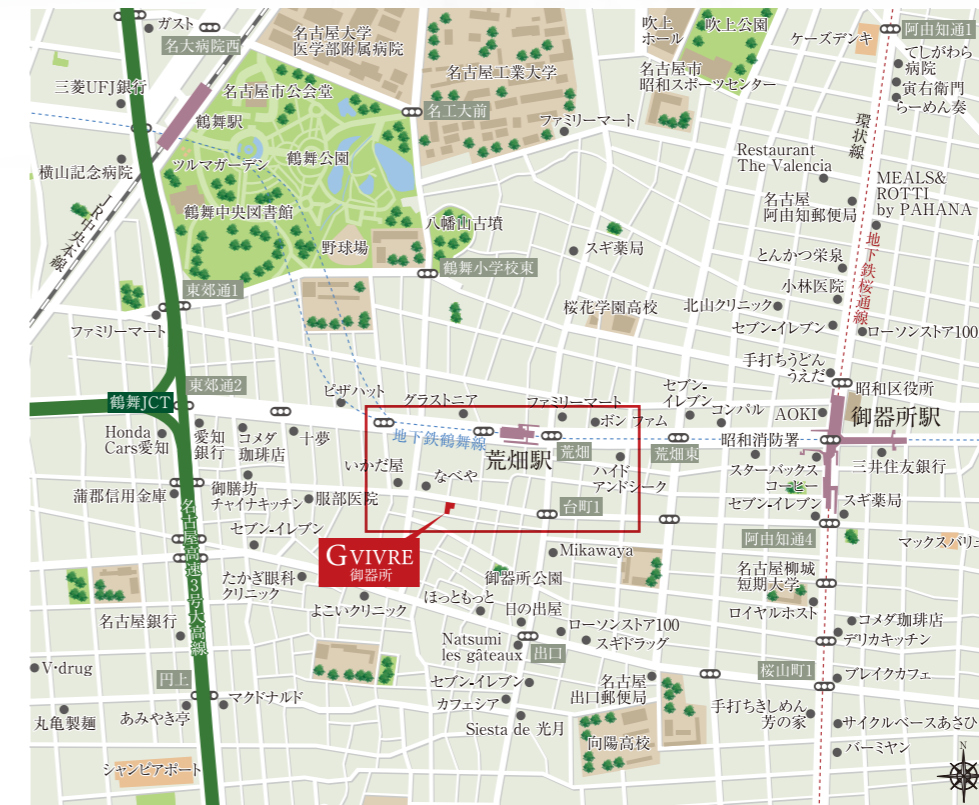 ガスト
名大病院西
名古屋大学
医学部附属病院
吹上
ホール
吹上公園
ケーズデンキ
阿由知通1
てしがわら
病院
寅右衛門
らーめん奏
三菱UFJ銀行
名古屋市公会堂
名古屋工業大学
名古屋市
昭和スポーツセンター
鶴舞駅
名工大前
ファミリーマート
環状線
横山記念病院
ツルマガーデン
鶴舞公園
Restaurant
The Valencia
MEALS&
ROTTI
by PAHANA
JR中央本線
鶴舞中央図書館
八幡山古墳
名古屋
阿由知郵便局
野球場
スギ薬局
地下鉄桜通線
とんかつ栄泉
鶴舞小学校東
小林医院
東郊通1
桜花学園高校
北山クリニック
ファミリーマート
セブン-イレブン
ローソンストア100
手打ちうどん
うえだ
東郊通2
ピザハット
グラストニア
セブン-
イレブン
昭和区役所
鶴舞JCT
ファミリーマート
ボン ファム
コンパル
AOKI
御器所駅
Honda
Cars愛知
愛知
銀行
コメダ
珈琲店
十夢
地下鉄鶴舞線
荒畑駅
荒畑
荒畑東
昭和消防署
いかだ屋
なべや
ハイド
アンドシーク
スターバックス
コーヒー
三井住友銀行
蒲郡信用金庫
御膳坊
チャイナキッチン
服部医院
台町1
セブン-イレブン
スギ薬局
名古屋高速3号大高線
セブン-イレブン
阿由知通4
マックスバリュ
GVIVRE
御器所
Mikawaya
たかぎ眼科
クリニック
御器所公園
名古屋柳城
短期大学
よこいクリニック
ほっともっと
日の出屋
ロイヤルホスト
名古屋銀行
ローソンストア100
コメダ珈琲店
Natsumi
les gâteaux
出口
スギドラッグ
デリカキッチン
V・drug
円上
セブン-イレブン
名古屋
出口郵便局
桜山町1
ブレイクカフェ
マクドナルド
カフェシア
手打ちきしめん
芳の家
丸亀製麺
あみやき亭
Siesta de 光月
向陽高校
サイクルベースあさひ
シャンピアポート
バーミヤン
N